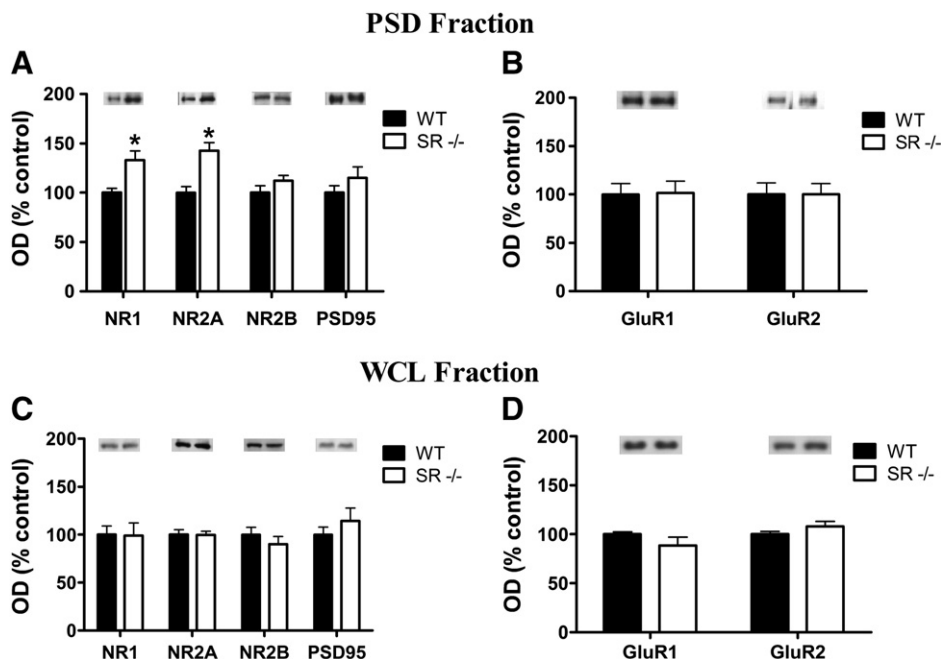 PSD Fraction
A
OD (% control)
200
150
100
50
0
* *
WT
SR -/-
NR1 NR2A NR2B PSD95
B
OD (% control)
200
150
100
50
0
WT
SR -/-
GluR1 GluR2
WCL Fraction
C
OD (% control)
200
150
100
50
0
WT
SR -/-
NR1 NR2A NR2B PSD95
D
OD (% control)
200
150
100
50
0
WT
SR -/-
GluR1 GluR2